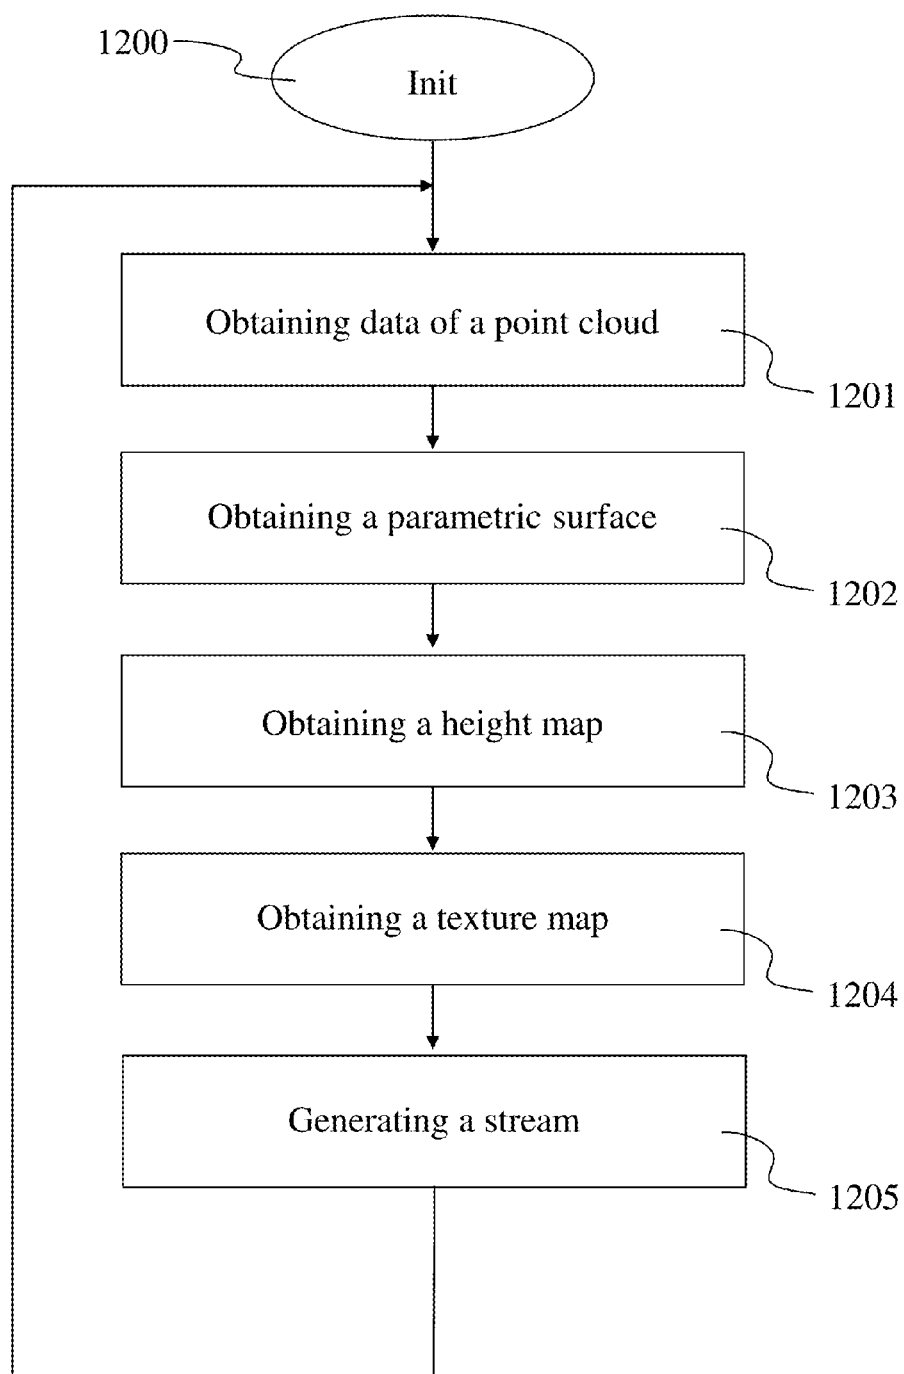 1200
Init
Obtaining data of a point cloud
1201
Obtaining a parametric surface
1202
Obtaining a height map
1203
Obtaining a texture map
1204
Generating a stream
1205